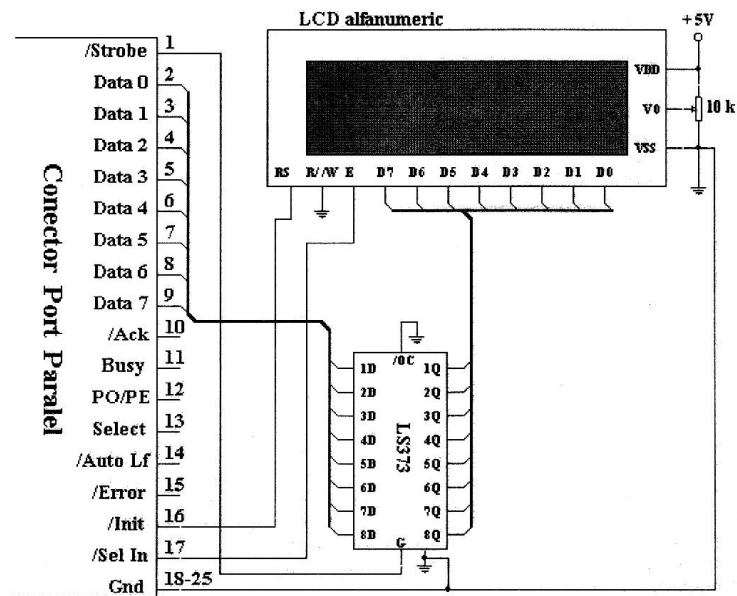 LCD alfanumeric
+5V
/Strobe 1
Data 0 2
Data 1 3
Data 2 4
Data 3 5
Data 4 6
Data 5 7
Data 6 8
Data 7 9
/Ack 10
Busy 11
PO/PE 12
Select 13
/Auto Lf 14
/Error 15
/Init 16
/Sel In 17
Gnd 18-25
Conector Port Paralel
VDD
V0
10 k
VSS
RS R//W E D7 D6 D5 D4 D3 D2 D1 D0
/OC
1D 1Q
2D 2Q
3D 3Q
4D 4Q
5D 5Q
6D 6Q
7D 7Q
8D 8Q
LS373
G